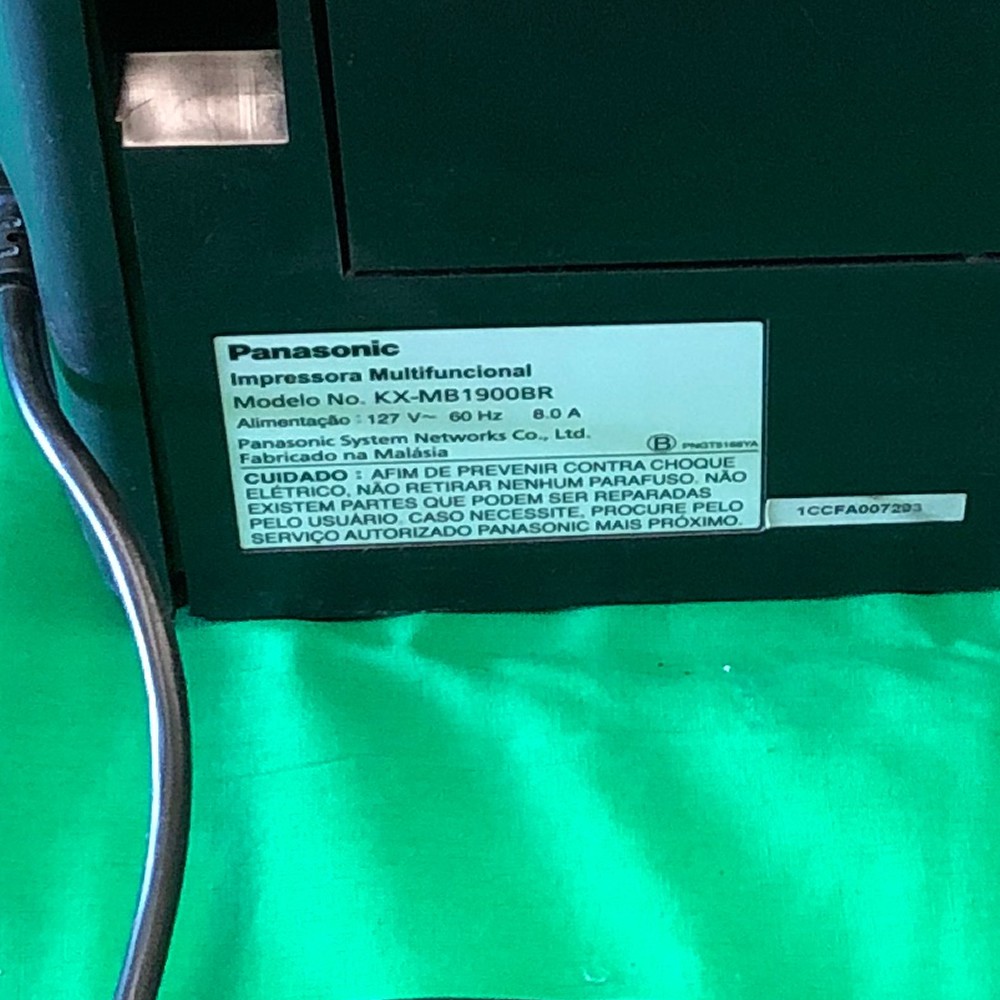 Panasonic
Impressora Multifuncional
Modelo No. KX-MB1900BR
Alimentação : 127 V~ 60 Hz 8.0 A
Panasonic System Networks Co., Ltd.
Fabricado na Malásia
B PNGT5168YA
CUIDADO : AFIM DE PREVENIR CONTRA CHOQUE
ELÉTRICO, NÃO RETIRAR NENHUM PARAFUSO. NÃO
EXISTEM PARTES QUE PODEM SER REPARADAS
PELO USUÁRIO. CASO NECESSITE, PROCURE PELO
SERVIÇO AUTORIZADO PANASONIC MAIS PRÓXIMO.
1CCFA007293